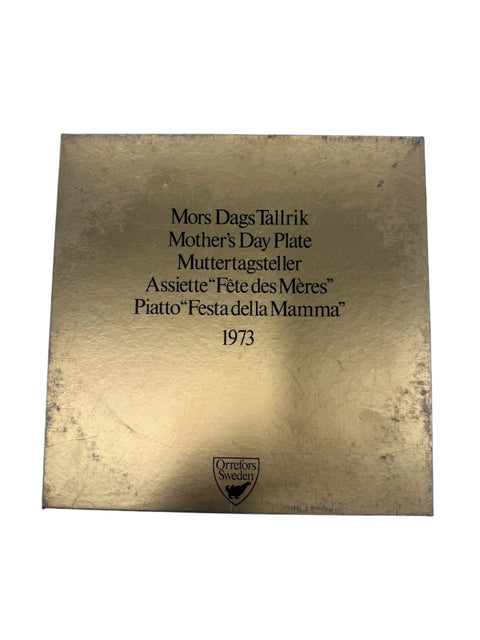 Mors Dags Tallrik
Mother's Day Plate
Muttertagsteller
Assiette “Fête des Mères”
Piatto “Festa della Mamma”
1973
Orrefors
Sweden